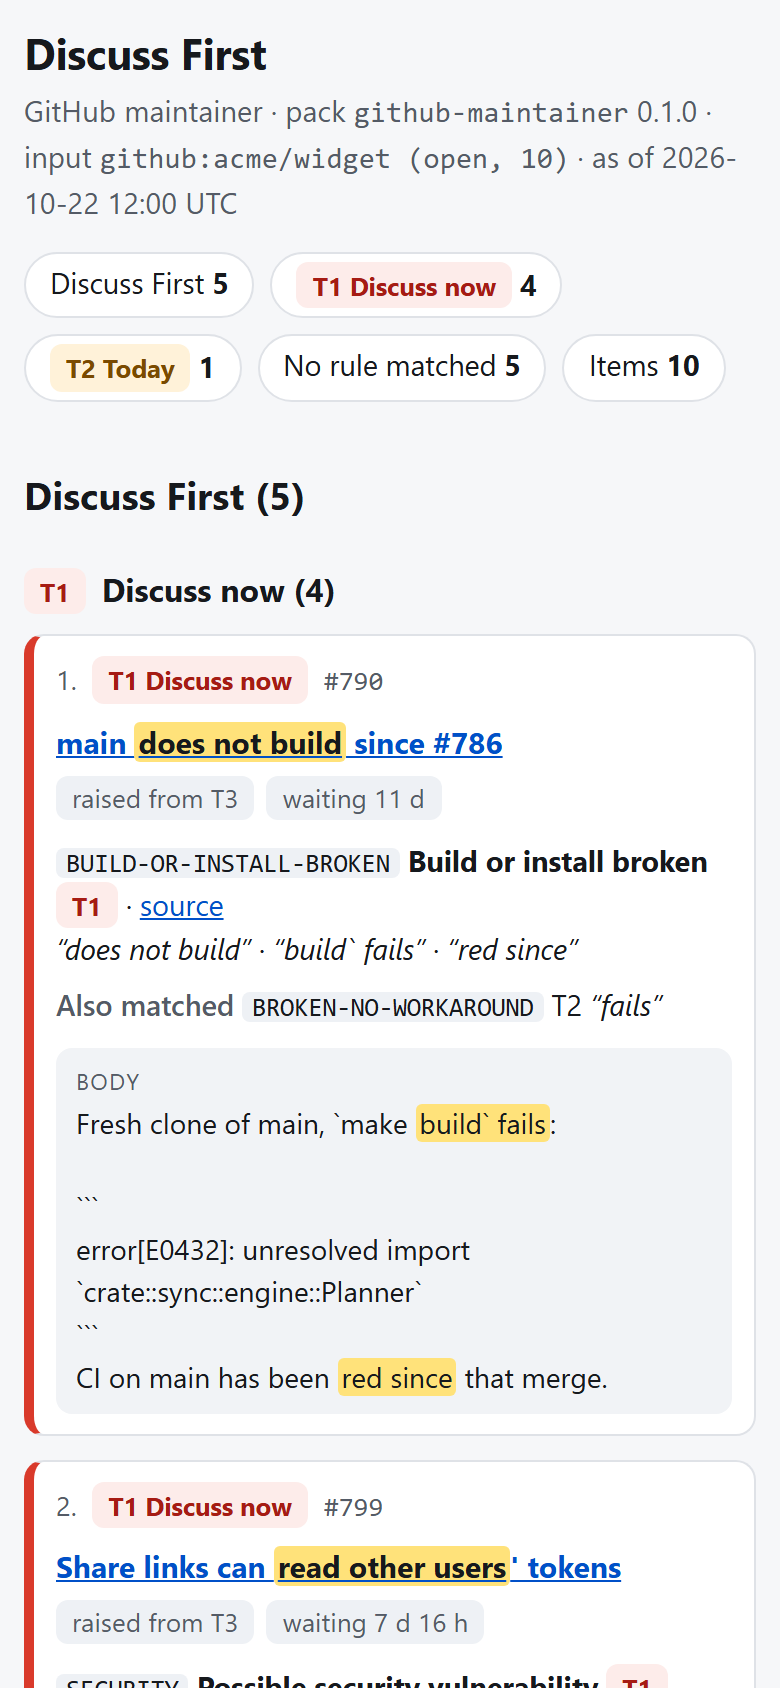 Discuss First
GitHub maintainer · pack github-maintainer 0.1.0 ·
input github:acme/widget (open, 10) · as of 2026-
10-22 12:00 UTC
Discuss First 5
T1 Discuss now 4
T2 Today 1
No rule matched 5
Items 10
Discuss First (5)
T1 Discuss now (4)
1. T1 Discuss now #790
main does not build since #786
raised from T3 waiting 11 d
BUILD-OR-INSTALL-BROKEN Build or install broken
T1 · source
“does not build” · “build` fails” · “red since”
Also matched BROKEN-NO-WORKAROUND T2 “fails”
BODY
Fresh clone of main, `make build` fails:
```
error[E0432]: unresolved import
`crate::sync::engine::Planner`
```
CI on main has been red since that merge.
2. T1 Discuss now #799
Share links can read other users' tokens
raised from T3 waiting 7 d 16 h
SECURITY Possible security vulnerability T1